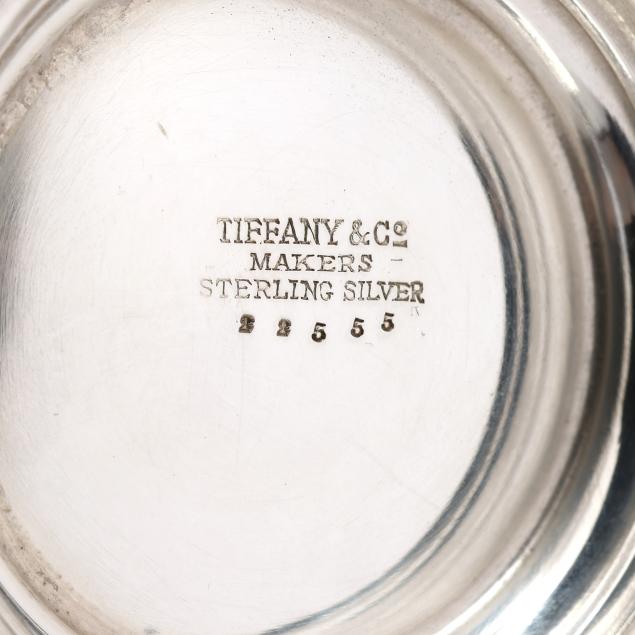 TIFFANY & Co
MAKERS
STERLING SILVER
22555